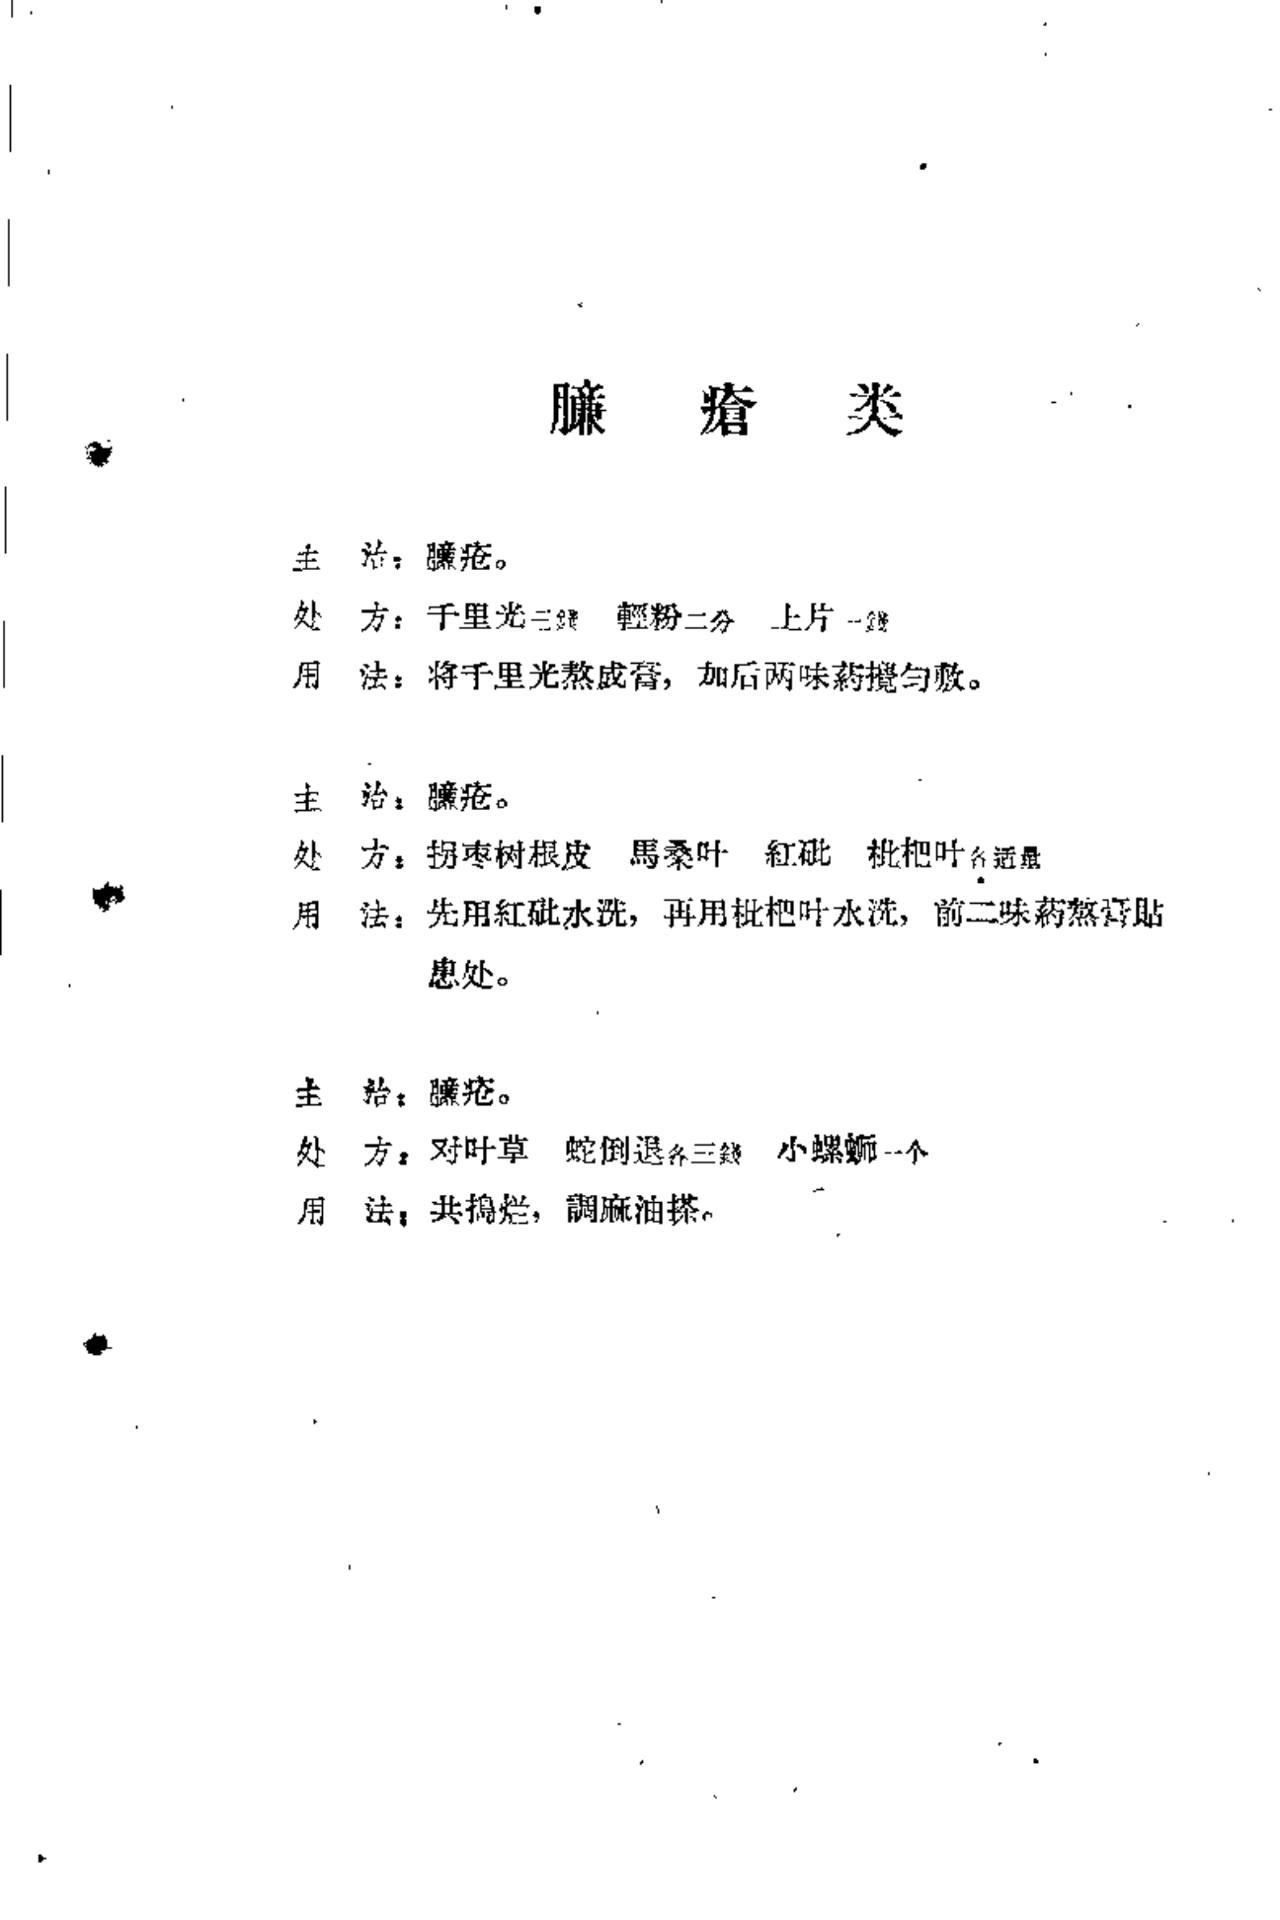 臁瘡类
主　治：臁疮。
处　方：千里光三錢　輕粉二分　上片一錢
用　法：将千里光熬成膏，加后两味葯攪匀敷。
主　治：臁疮。
处　方：拐枣树根皮　馬桑叶　紅砒　枇杷叶各适量
用　法：先用紅砒水洗，再用枇杷叶水洗，前二味葯熬膏貼
患处。
主　治：臁疮。
处　方：对叶草　蛇倒退各三錢　小螺螄一个
用　法：共搗烂，調麻油搽。